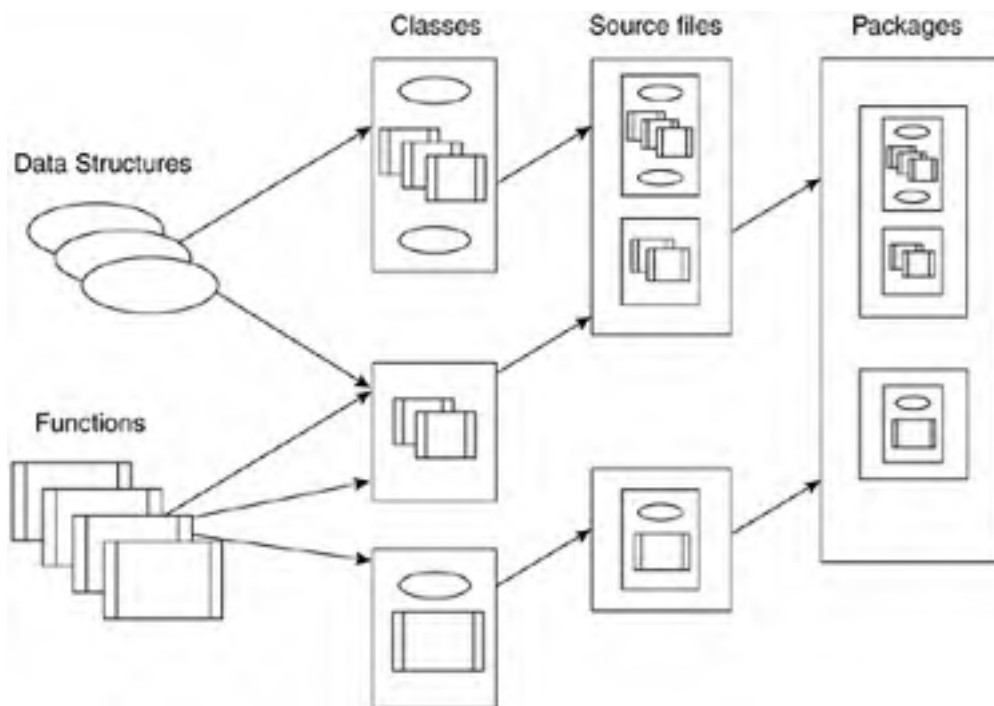 Classes
Source files
Packages
Data Structures
Functions